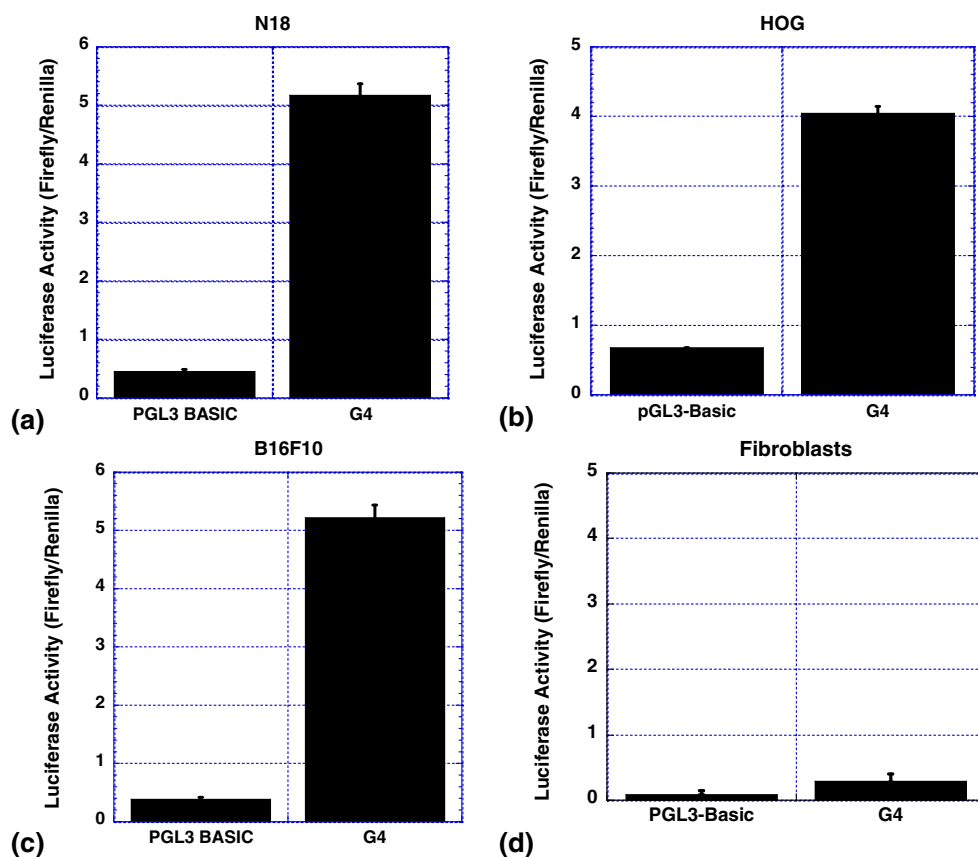 N18
Luciferase Activity (Firefly/Renilla)
6
5
4
3
2
1
0
PGL3 BASIC G4
(a)
HOG
Luciferase Activity (Firefly/Renilla)
5
4
3
2
1
0
pGL3-Basic G4
(b)
B16F10
Luciferase Activity (Firefly/Renilla)
6
5
4
3
2
1
0
PGL3 BASIC G4
(c)
Fibroblasts
Luciferase Activity (Firefly/Renilla)
5
4
3
2
1
0
PGL3-Basic G4
(d)